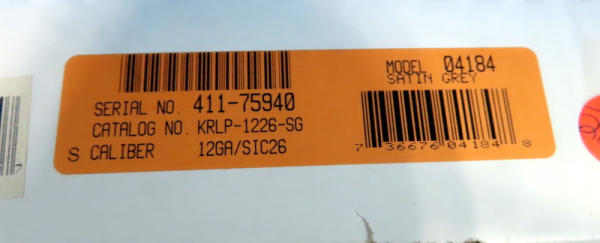 MODEL 04184
SATIN GREY
SERIAL NO. 411-75940
CATALOG NO. KRLP-1226-SG
S CALIBER 12GA/SIC26
7 36676 04184 8